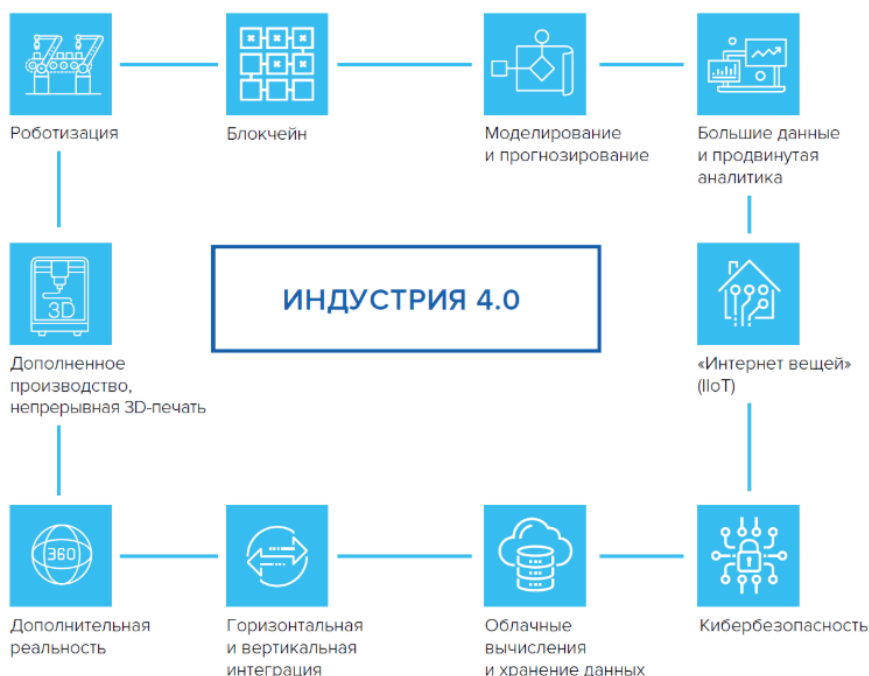 Роботизация
Блокчейн
Моделирование
и прогнозирование
Большие данные
и продвинутая
аналитика
ИНДУСТРИЯ 4.0
3D
Дополненное
производство,
непрерывная 3D-печать
«Интернет вещей»
(IIoT)
360
Дополнительная
реальность
Горизонтальная
и вертикальная
интеграция
Облачные
вычисления
и хранение данных
Кибербезопасность